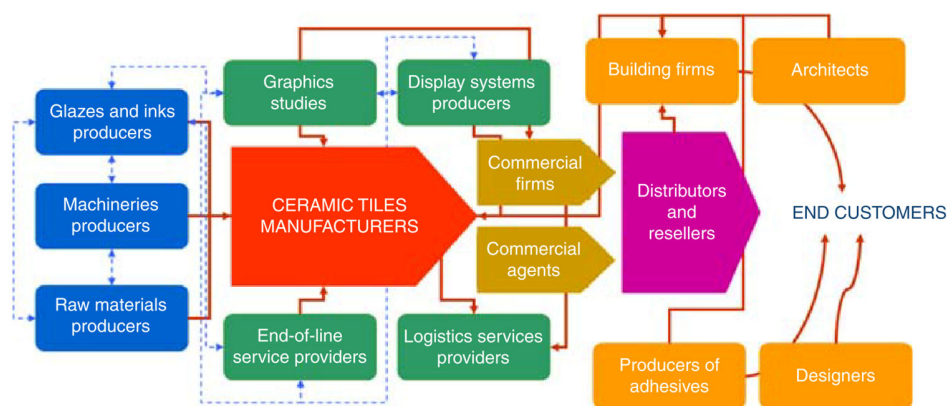 Graphics
studies
Display systems
producers
Building firms
Architects
Glazes and inks
producers
Commercial
firms
Machineries
producers
CERAMIC TILES
MANUFACTURERS
Distributors
and
resellers
END CUSTOMERS
Commercial
agents
Raw materials
producers
End-of-line
service providers
Logistics services
providers
Producers of
adhesives
Designers